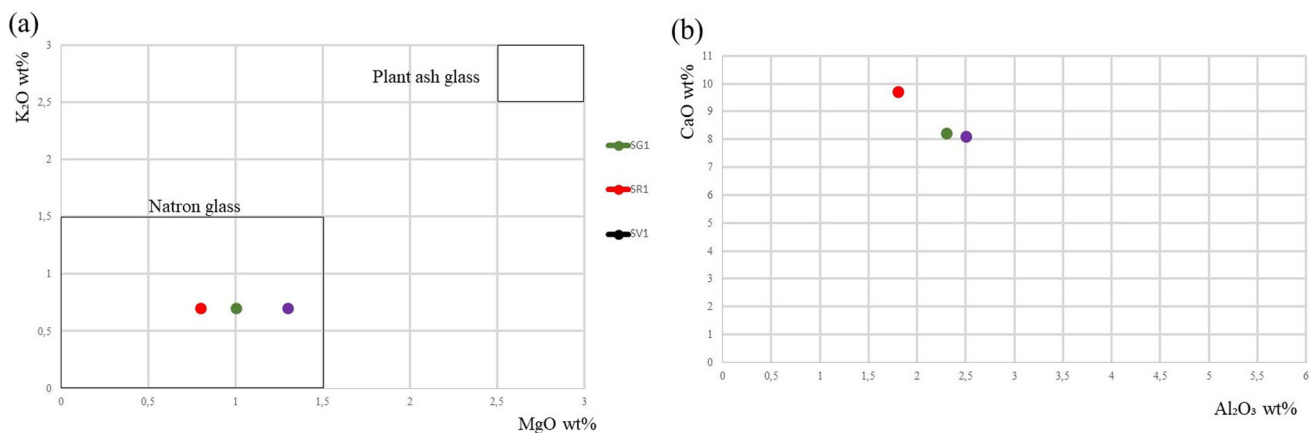 (a)
K₂O wt%
3
2,5
2
1,5
1
0,5
0
Plant ash glass
Natron glass
0 0,5 1 1,5 2 2,5 3
MgO wt%
SG1
SR1
SV1
(b)
CaO wt%
11
10
9
8
7
6
5
4
3
2
1
0
0 0,5 1 1,5 2 2,5 3 3,5 4 4,5 5 5,5 6
Al₂O₃ wt%